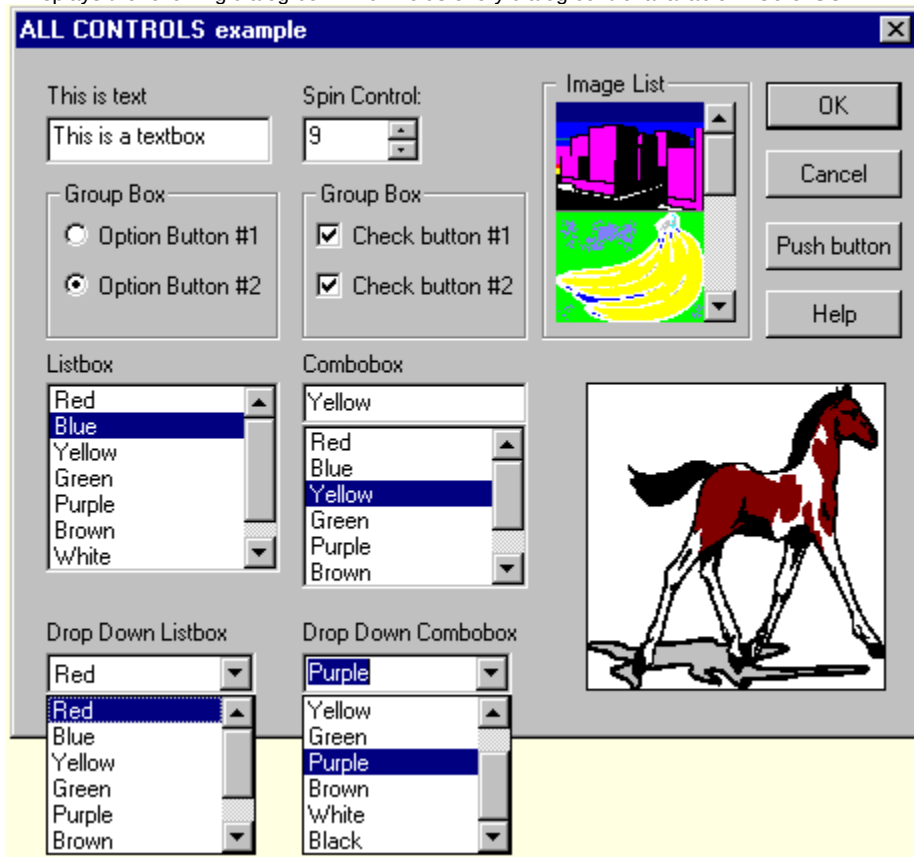 ALL CONTROLS example
This is text
This is a textbox
Spin Control:
9
Image List
OK
Cancel
Push button
Help
Group Box
Option Button #1
Option Button #2
Group Box
Check button #1
Check button #2
Listbox
Red
Blue
Yellow
Green
Purple
Brown
White
Combobox
Yellow
Red
Blue
Yellow
Green
Purple
Brown
Drop Down Listbox
Red
Red
Blue
Yellow
Green
Purple
Brown
Drop Down Combobox
Purple
Yellow
Green
Purple
Brown
White
Black